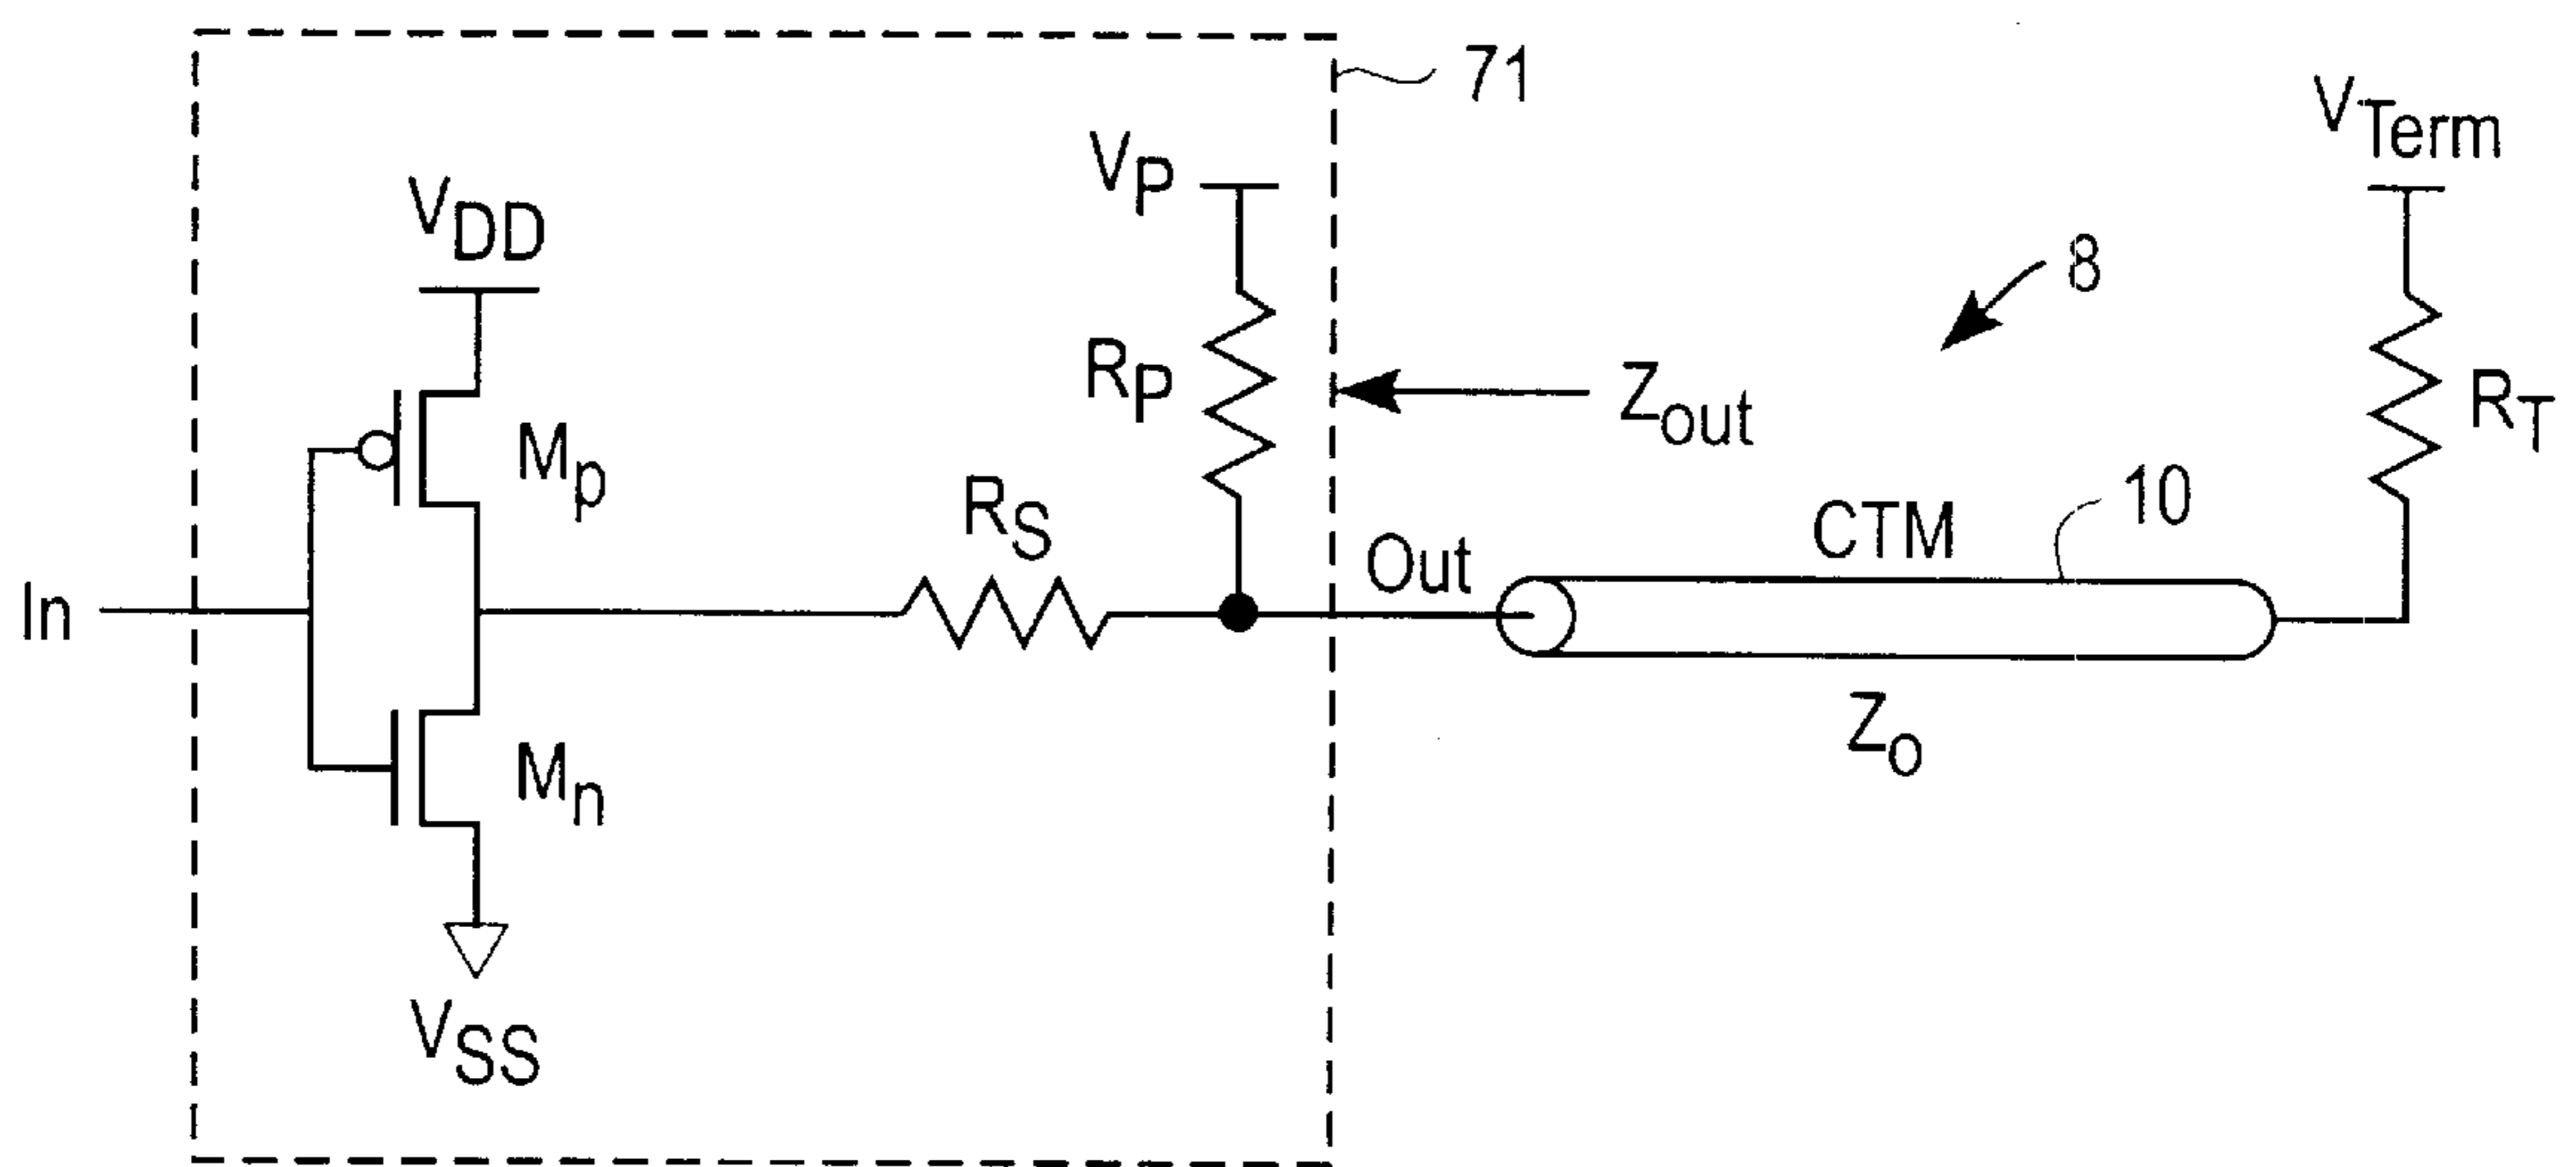 71
V_Term
V_P
V_DD
8
R_P
Z_out
R_T
M_p
R_S
CTM
10
Out
In
Z_o
M_n
V_SS